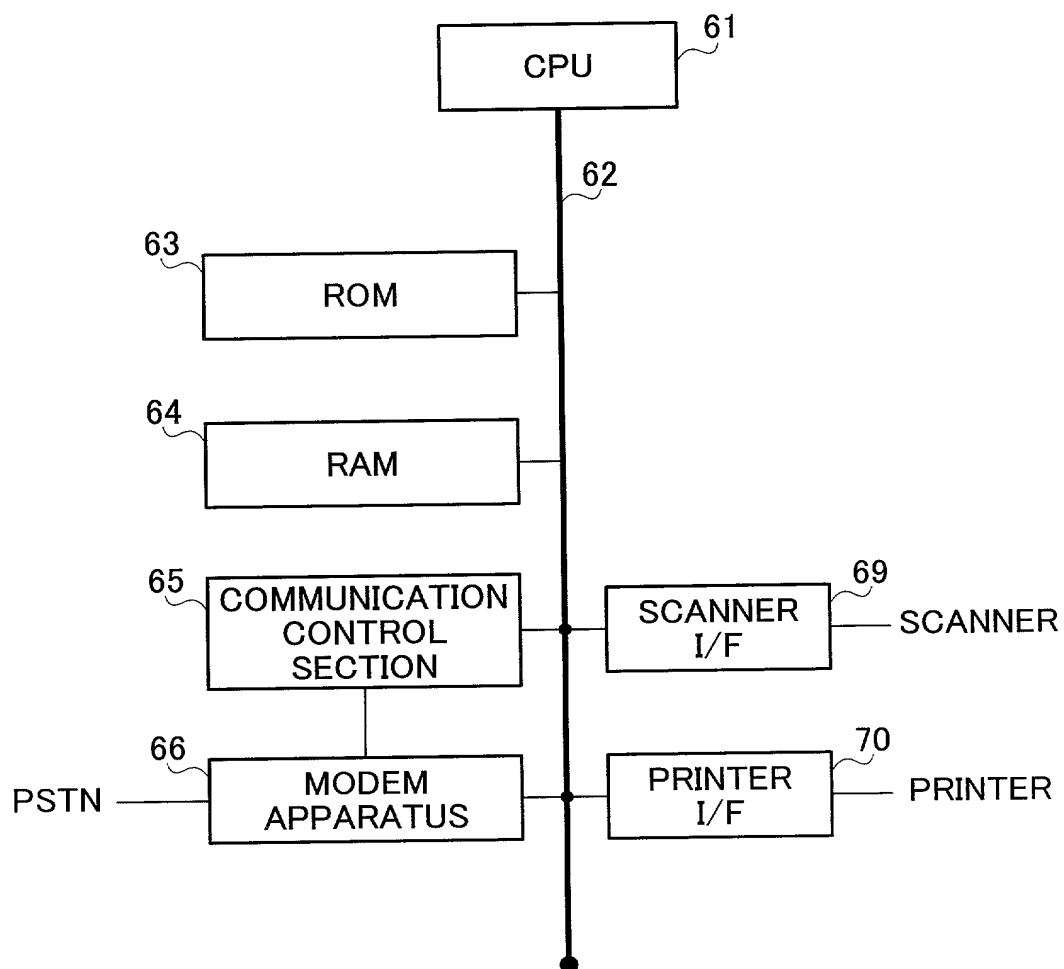 61
CPU
62
63
ROM
64
RAM
65
COMMUNICATION
CONTROL
SECTION
69
SCANNER
I/F
SCANNER
66
PSTN
MODEM
APPARATUS
70
PRINTER
I/F
PRINTER